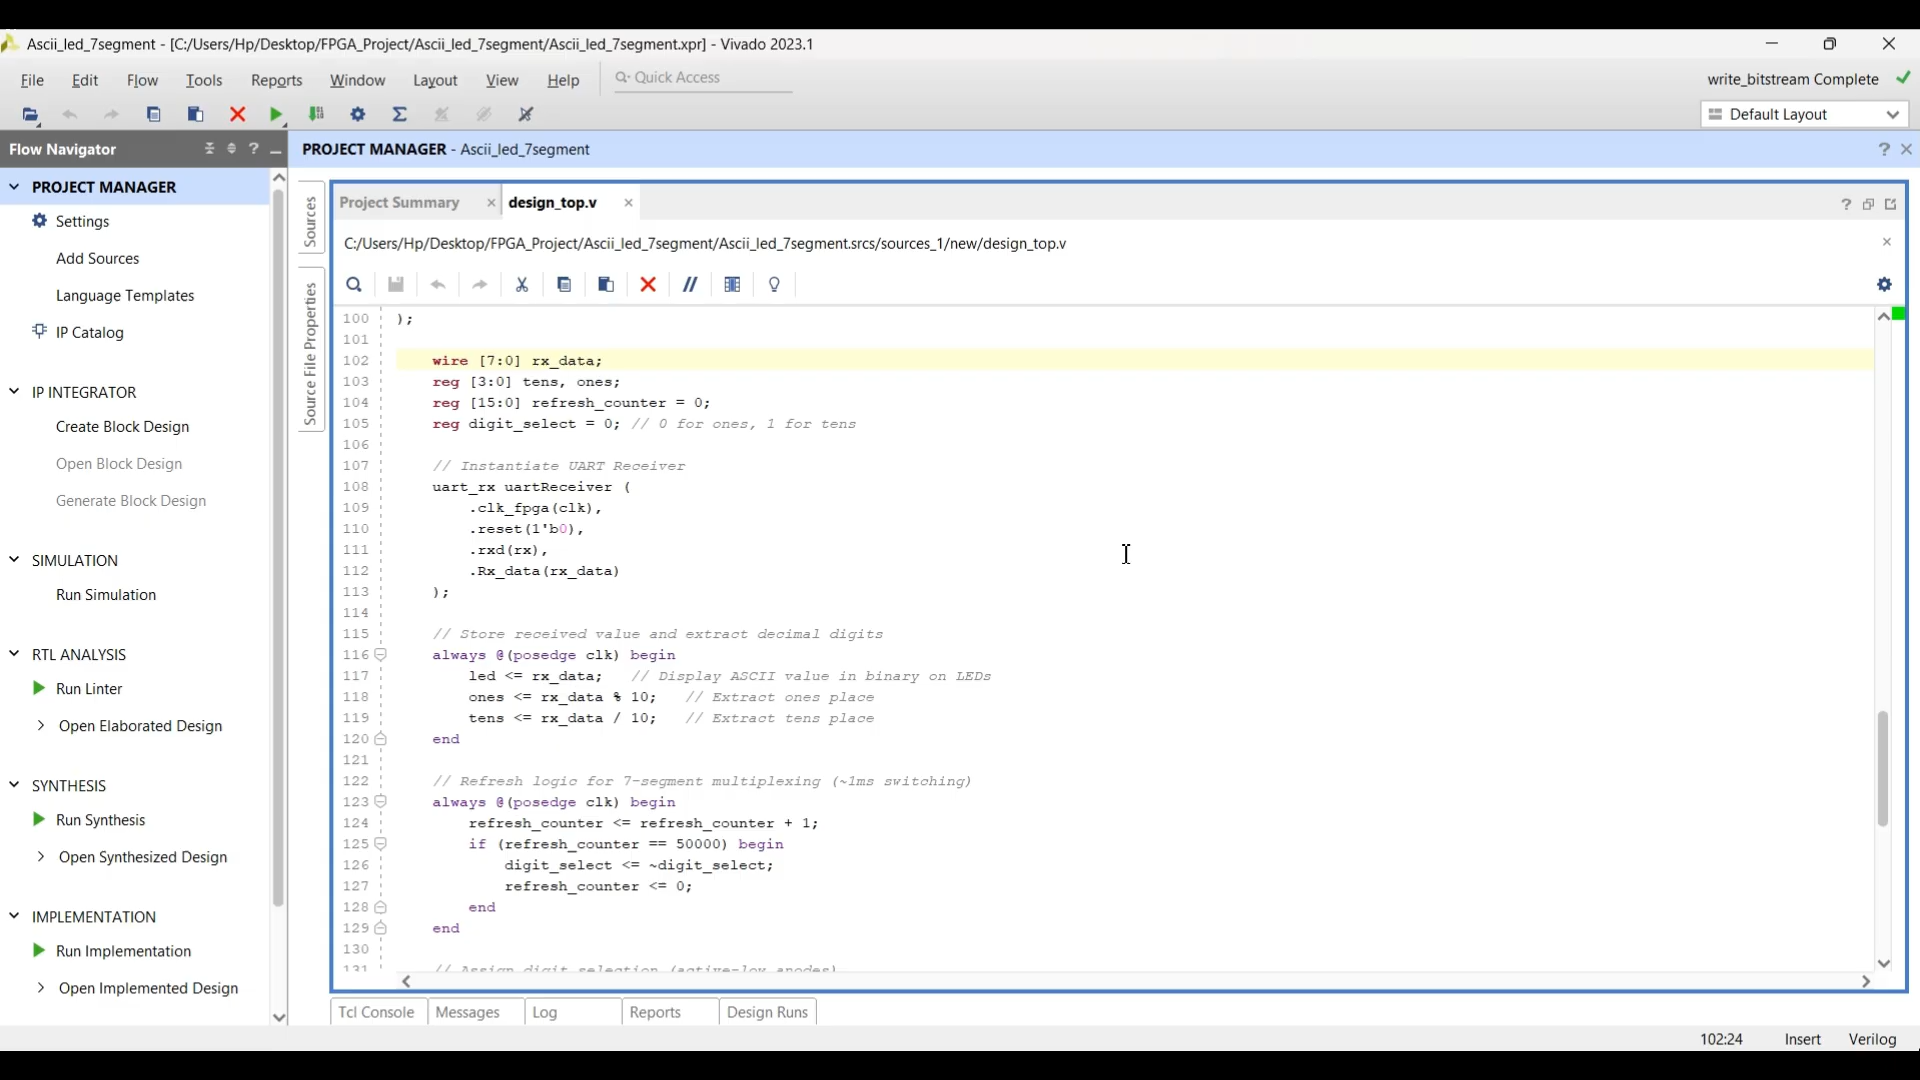 Ascii_led_7segment - [C:/Users/Hp/Desktop/FPGA_Project/Ascii_led_7segment/Ascii_led_7segment.xpr] - Vivado 2023.1
File Edit Flow Tools Reports Window Layout View Help Quick Access
write_bitstream Complete
Default Layout
Flow Navigator
PROJECT MANAGER - Ascii_led_7segment
PROJECT MANAGER
Settings
Add Sources
Language Templates
IP Catalog
IP INTEGRATOR
Create Block Design
Open Block Design
Generate Block Design
SIMULATION
Run Simulation
RTL ANALYSIS
Run Linter
Open Elaborated Design
SYNTHESIS
Run Synthesis
Open Synthesized Design
IMPLEMENTATION
Run Implementation
Open Implemented Design
Sources
Source File Properties
Project Summary
design_top.v
C:/Users/Hp/Desktop/FPGA_Project/Ascii_led_7segment/Ascii_led_7segment.srcs/sources_1/new/design_top.v
100 );
101
102 wire [7:0] rx_data;
103 reg [3:0] tens, ones;
104 reg [15:0] refresh_counter = 0;
105 reg digit_select = 0; // 0 for ones, 1 for tens
106
107 // Instantiate UART Receiver
108 uart_rx uartReceiver (
109 .clk_fpga(clk),
110 .reset(1'b0),
111 .rxd(rx),
112 .Rx_data(rx_data)
113 );
114
115 // Store received value and extract decimal digits
116 always @(posedge clk) begin
117 led <= rx_data; // Display ASCII value in binary on LEDs
118 ones <= rx_data % 10; // Extract ones place
119 tens <= rx_data / 10; // Extract tens place
120 end
121
122 // Refresh logic for 7-segment multiplexing (~1ms switching)
123 always @(posedge clk) begin
124 refresh_counter <= refresh_counter + 1;
125 if (refresh_counter == 50000) begin
126 digit_select <= ~digit_select;
127 refresh_counter <= 0;
128 end
129 end
130
131 // Assign digit selection (active-low anodes)
Tcl Console Messages Log Reports Design Runs
102:24 Insert Verilog